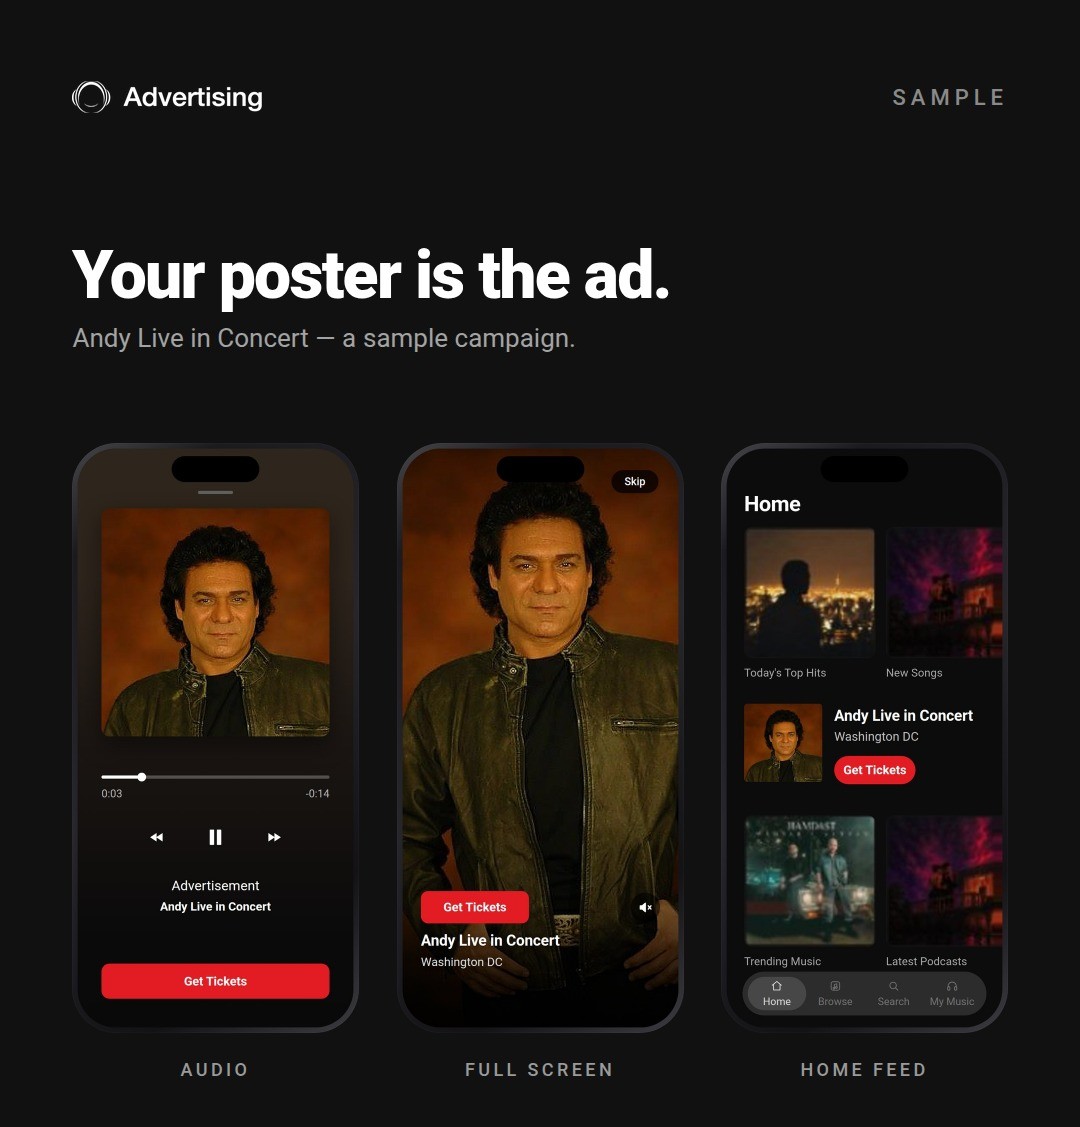 Advertising
SAMPLE
Your poster is the ad.
Andy Live in Concert — a sample campaign.
0:03
-0:14
Advertisement
Andy Live in Concert
Get Tickets
AUDIO
Skip
Get Tickets
Andy Live in Concert
Washington DC
FULL SCREEN
Home
Today's Top Hits
New Songs
Andy Live in Concert
Washington DC
Get Tickets
HAMDAST
Trending Music
Latest Podcasts
Home
Browse
Search
My Music
HOME FEED